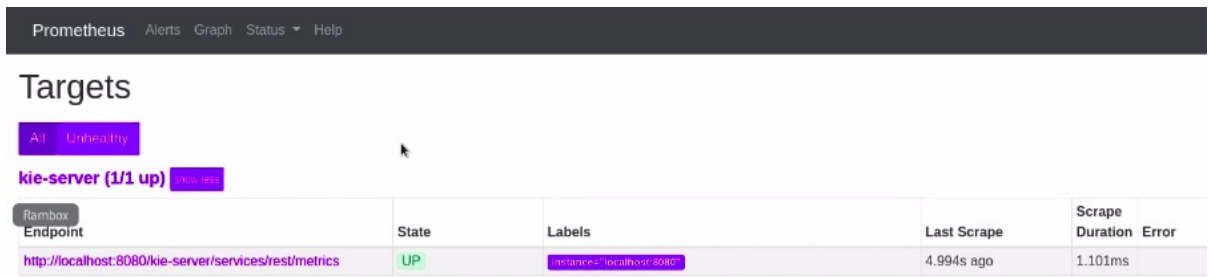 Prometheus Alerts Graph Status Help
Targets
All Unhealthy
kie-server (1/1 up) show less
Rambox
Endpoint State Labels Last Scrape Scrape Duration Error
http://localhost:8080/kie-server/services/rest/metrics UP instance="localhost:8080" 4.994s ago 1.101ms